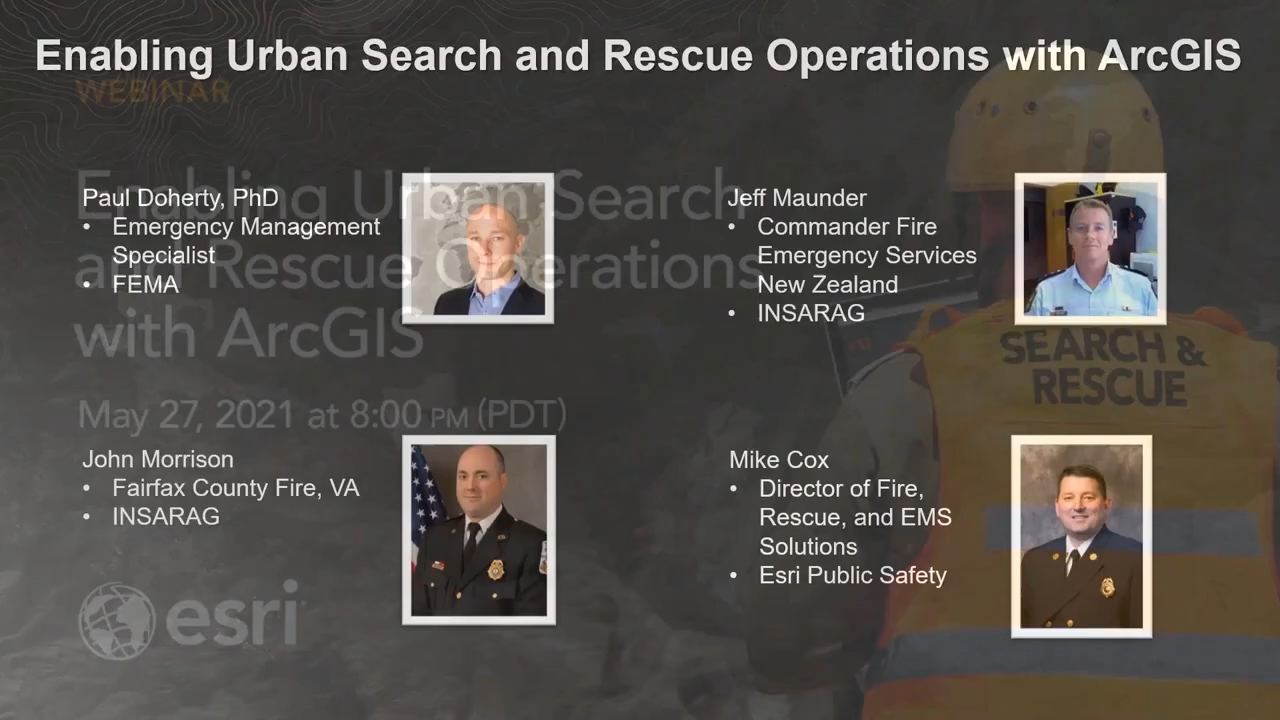 Enabling Urban Search and Rescue Operations with ArcGIS
WEBINAR
Enabling Urban Search
and Rescue Operations
with ArcGIS
May 27, 2021 at 8:00 PM (PDT)
Paul Doherty, PhD
• Emergency Management
Specialist
• FEMA
Jeff Maunder
• Commander Fire
Emergency Services
New Zealand
• INSARAG
SEARCH &
RESCUE
John Morrison
• Fairfax County Fire, VA
• INSARAG
Mike Cox
• Director of Fire,
Rescue, and EMS
Solutions
• Esri Public Safety
esri